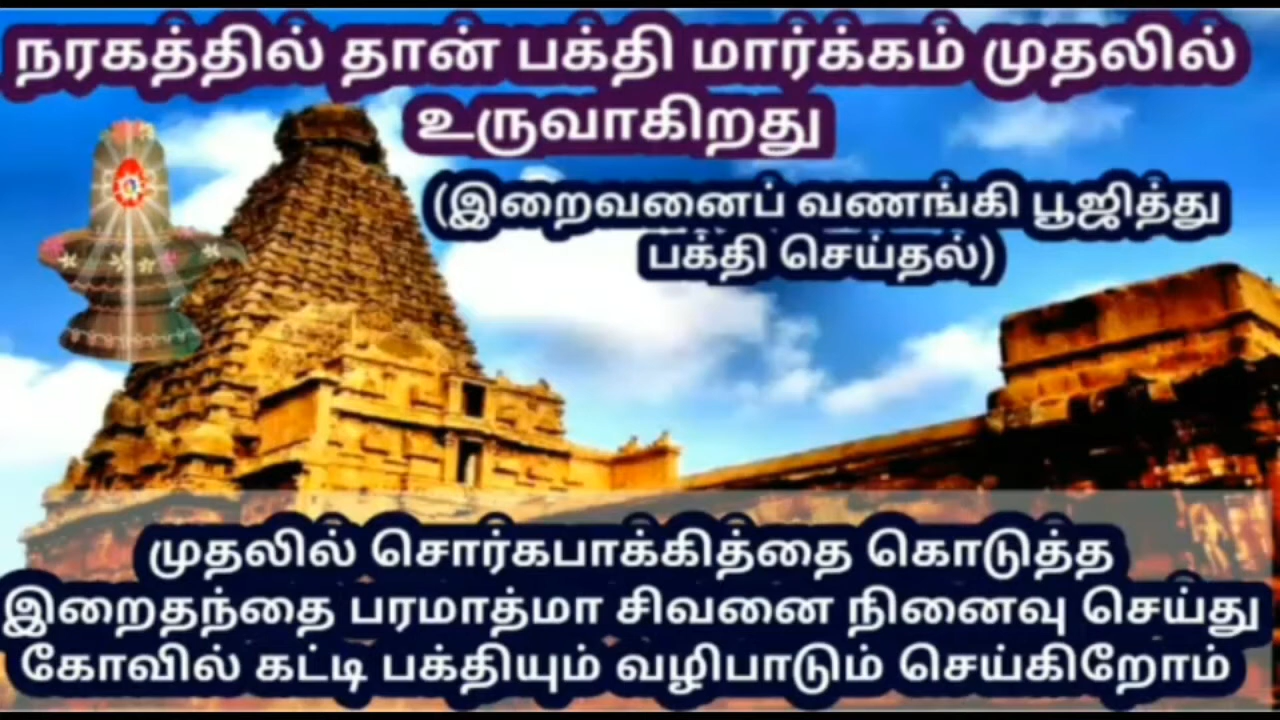 நரகத்தில் தான் பக்தி மார்க்கம் முதலில்
உருவாகிறது
(இறைவனைப் வணங்கி பூஜித்து
பக்தி செய்தல்)
முதலில் சொர்கபாக்கித்தை கொடுத்த
இறைதந்தை பரமாத்மா சிவனை நினைவு செய்து
கோவில் கட்டி பக்தியும் வழிபாடும் செய்கிறோம்